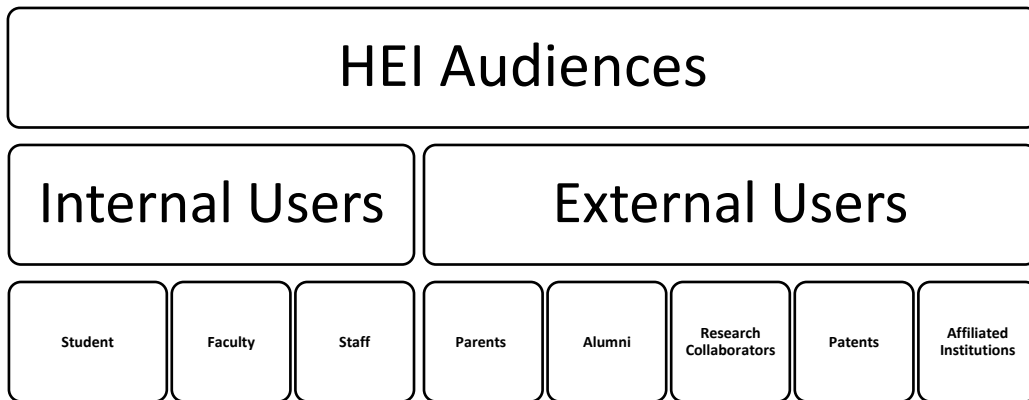 HEI Audiences
Internal Users
External Users
Student
Faculty
Staff
Parents
Alumni
Research
Collaborators
Patents
Affiliated
Institutions